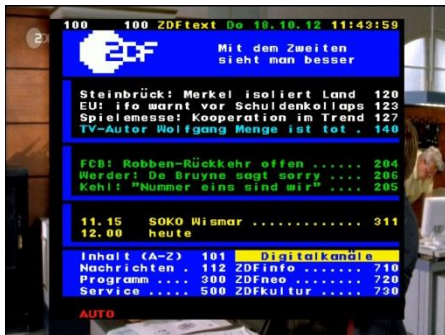 100 100 ZDFtext Do 18.10.12 11:43:59
2DF
ZDF
Mit dem Zweiten
sieht man besser
Steinbrück: Merkel isoliert Land 120
EU: ifo warnt vor Schuldenkollaps 123
Spielemesse: Kooperation im Trend 127
TV-Autor Wolfgang Menge ist tot . 140
FCB: Robben-Rückkehr offen ...... 204
Werder: De Bruyne sagt sorry .... 206
Kehl: "Nummer eins sind wir" .... 205
11.15 SOKO Wismar ............. 311
12.00 heute
Inhalt (A-Z) 101 Digitalkanäle
Nachrichten . 112 ZDFinfo ....... 710
Programm .... 300 ZDFneo ........ 720
Service ..... 500 ZDFkultur ..... 730
AUTO